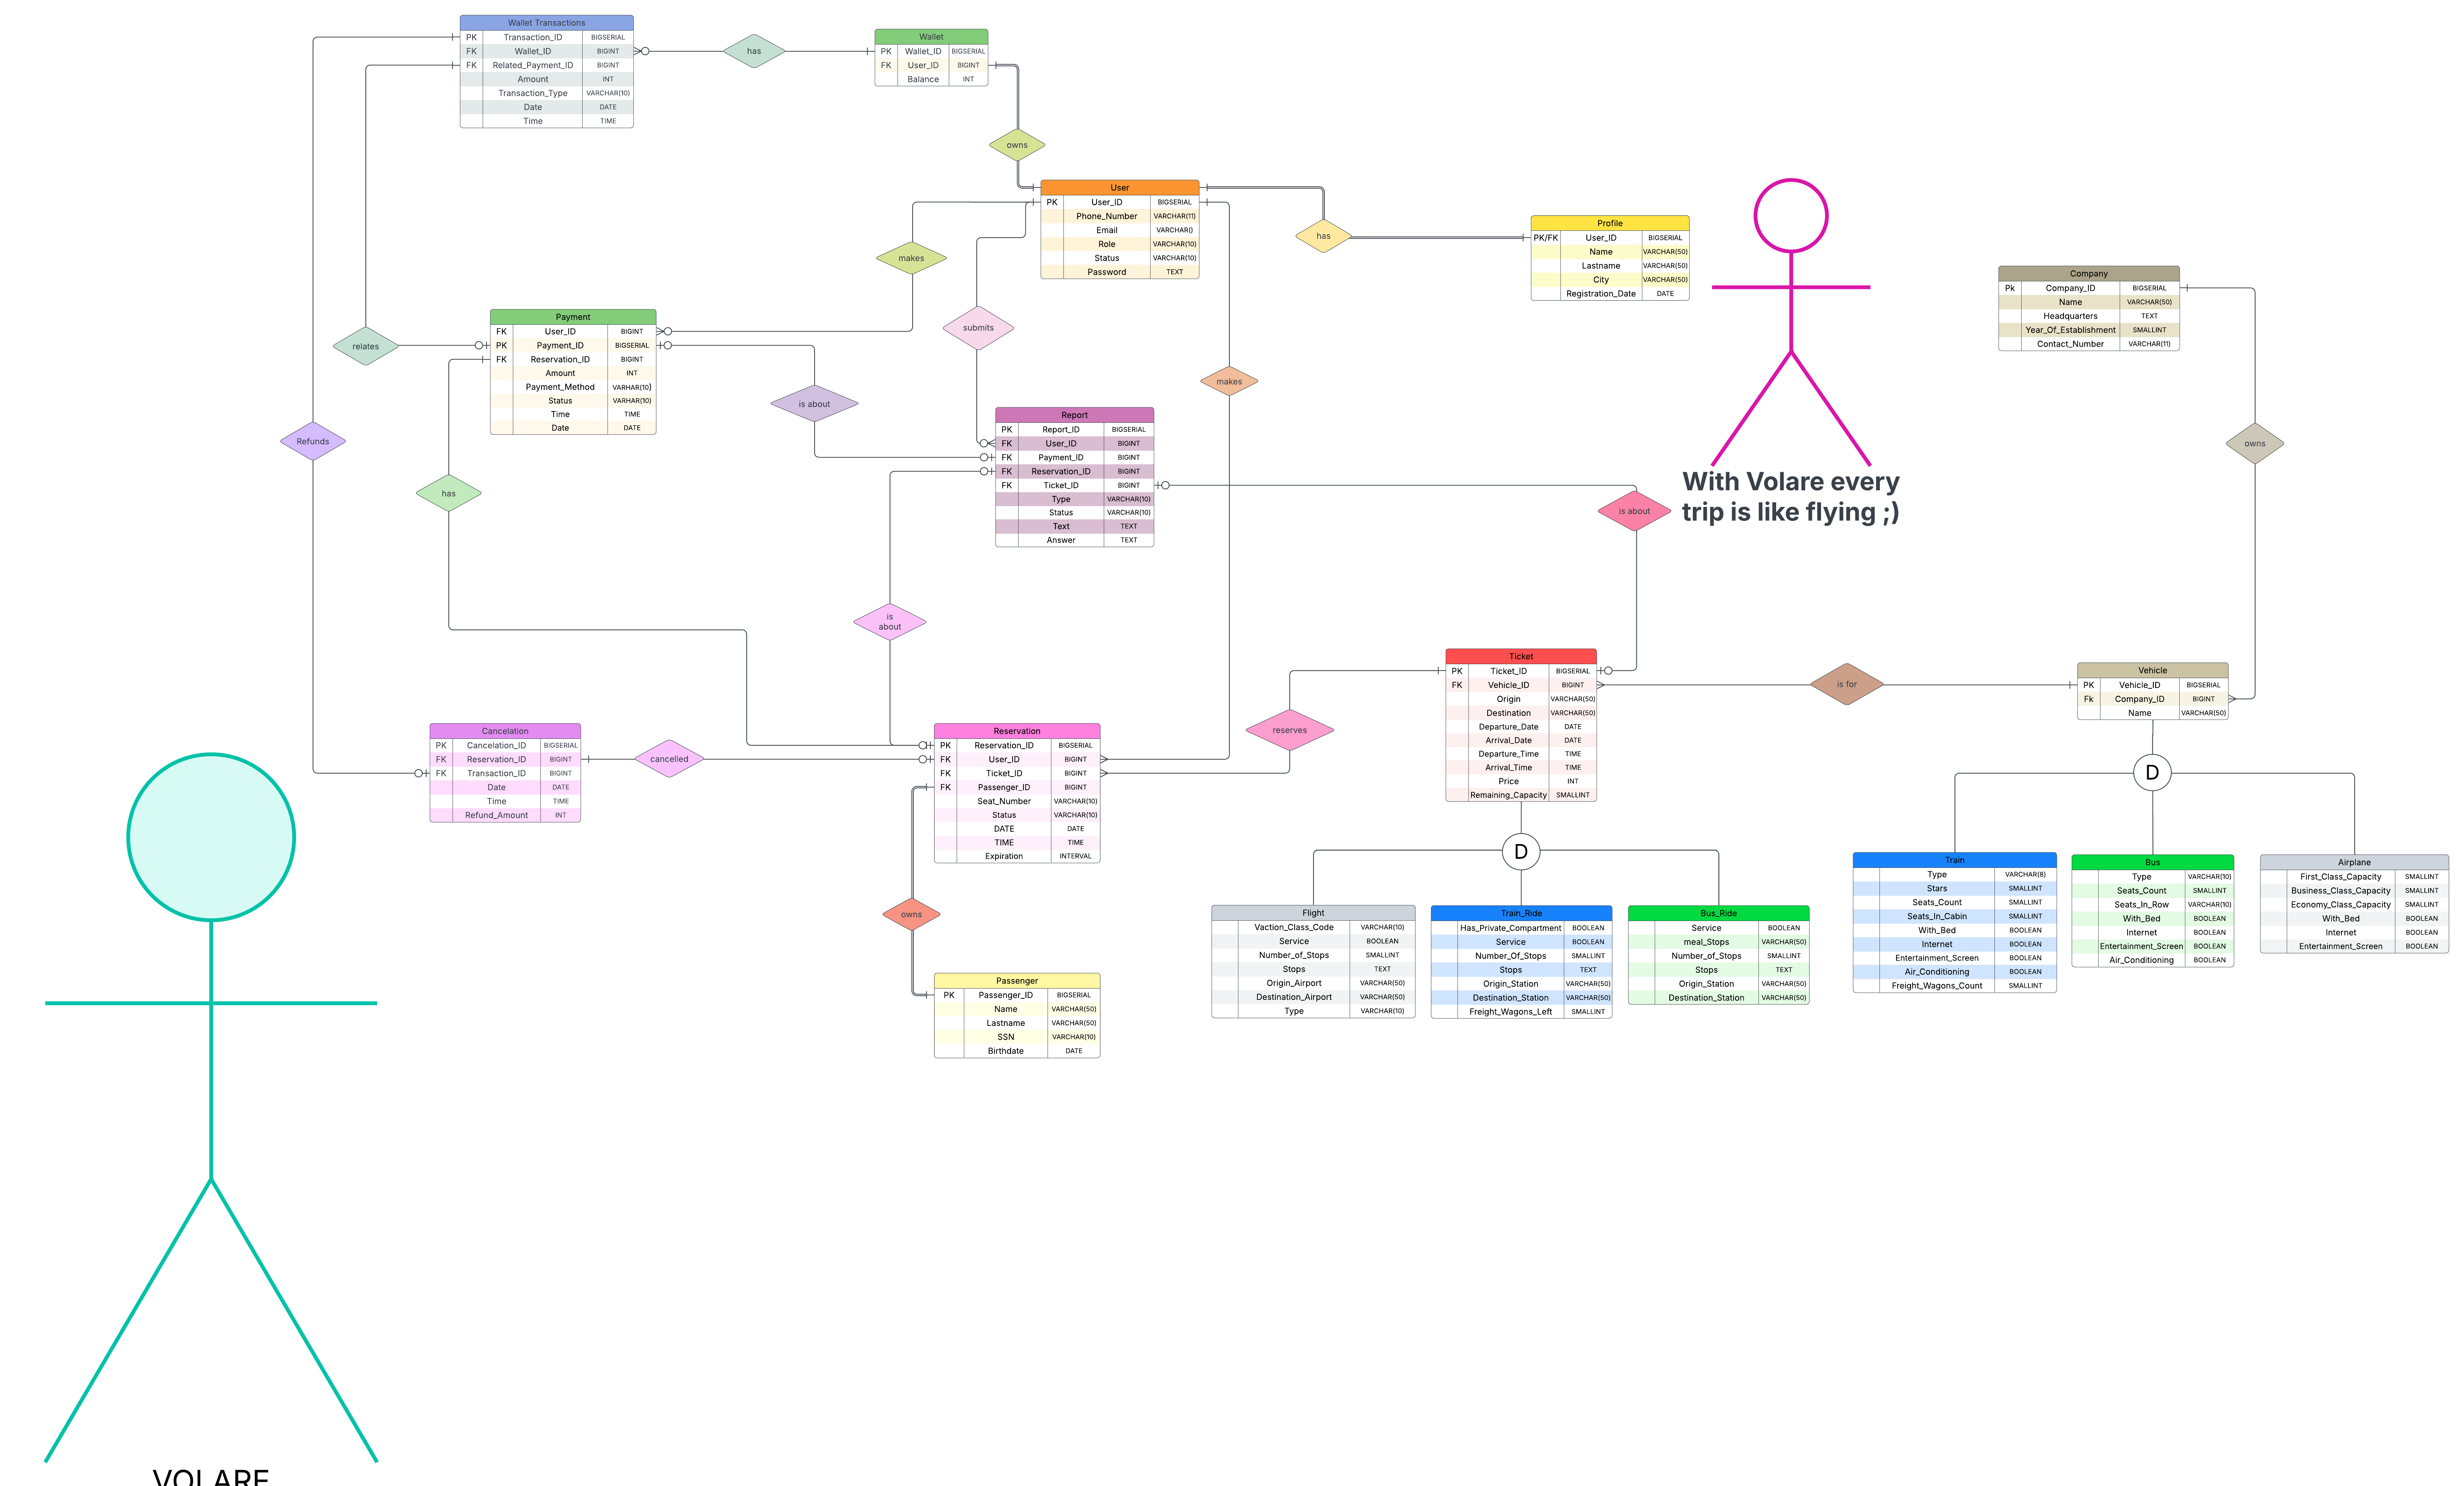 Wallet Transactions
PK Transaction_ID BIGSERIAL
FK Wallet_ID BIGINT
FK Related_Payment_ID BIGINT
Amount INT
Transaction_Type VARCHAR(10)
Date DATE
Time TIME
has
Wallet
PK Wallet_ID BIGSERIAL
FK User_ID BIGINT
Balance INT
owns
User
PK User_ID BIGSERIAL
Phone_Number VARCHAR(11)
Email VARCHAR()
Role VARCHAR(10)
Status VARCHAR(10)
Password TEXT
has
Profile
PK/FK User_ID BIGSERIAL
Name VARCHAR(50)
Lastname VARCHAR(50)
City VARCHAR(50)
Registration_Date DATE
Company
Pk Company_ID BIGSERIAL
Name VARCHAR(50)
Headquarters TEXT
Year_Of_Establishment SMALLINT
Contact_Number VARCHAR(11)
makes
submits
makes
relates
Payment
FK User_ID BIGINT
PK Payment_ID BIGSERIAL
FK Reservation_ID BIGINT
Amount INT
Payment_Method VARHAR(10)
Status VARHAR(10)
Time TIME
Date DATE
is about
Refunds
has
Report
PK Report_ID BIGSERIAL
FK User_ID BIGINT
FK Payment_ID BIGINT
FK Reservation_ID BIGINT
FK Ticket_ID BIGINT
Type VARCHAR(10)
Status VARCHAR(10)
Text TEXT
Answer TEXT
is about
With Volare every
trip is like flying ;)
owns
is
about
Ticket
PK Ticket_ID BIGSERIAL
FK Vehicle_ID BIGINT
Origin VARCHAR(50)
Destination VARCHAR(50)
Departure_Date DATE
Arrival_Date DATE
Departure_Time TIME
Arrival_Time TIME
Price INT
Remaining_Capacity SMALLINT
is for
Vehicle
PK Vehicle_ID BIGSERIAL
Fk Company_ID BIGINT
Name VARCHAR(50)
reserves
Cancelation
PK Cancelation_ID BIGSERIAL
FK Reservation_ID BIGINT
FK Transaction_ID BIGINT
Date DATE
Time TIME
Refund_Amount INT
cancelled
Reservation
PK Reservation_ID BIGSERIAL
FK User_ID BIGINT
FK Ticket_ID BIGINT
FK Passenger_ID BIGINT
Seat_Number VARCHAR(10)
Status VARCHAR(10)
DATE DATE
TIME TIME
Expiration INTERVAL
owns
Passenger
PK Passenger_ID BIGSERIAL
Name VARCHAR(50)
Lastname VARCHAR(50)
SSN VARCHAR(10)
Birthdate DATE
D
Flight
Vaction_Class_Code VARCHAR(10)
Service BOOLEAN
Number_of_Stops SMALLINT
Stops TEXT
Origin_Airport VARCHAR(50)
Destination_Airport VARCHAR(50)
Type VARCHAR(10)
Train_Ride
Has_Private_Compartment BOOLEAN
Service BOOLEAN
Number_Of_Stops SMALLINT
Stops TEXT
Origin_Station VARCHAR(50)
Destination_Station VARCHAR(50)
Freight_Wagons_Left SMALLINT
Bus_Ride
Service BOOLEAN
meal_Stops VARCHAR(50)
Number_of_Stops SMALLINT
Stops TEXT
Origin_Station VARCHAR(50)
Destination_Station VARCHAR(50)
D
Train
Type VARCHAR(8)
Stars SMALLINT
Seats_Count SMALLINT
Seats_In_Cabin SMALLINT
With_Bed BOOLEAN
Internet BOOLEAN
Entertainment_Screen BOOLEAN
Air_Conditioning BOOLEAN
Freight_Wagons_Count SMALLINT
Bus
Type VARCHAR(10)
Seats_Count SMALLINT
Seats_In_Row VARCHAR(10)
With_Bed BOOLEAN
Internet BOOLEAN
Entertainment_Screen BOOLEAN
Air_Conditioning BOOLEAN
Airplane
First_Class_Capacity SMALLINT
Business_Class_Capacity SMALLINT
Economy_Class_Capacity SMALLINT
With_Bed BOOLEAN
Internet BOOLEAN
Entertainment_Screen BOOLEAN
VOLARE